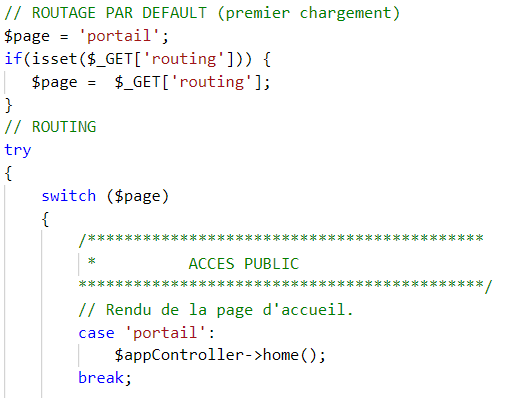 // ROUTAGE PAR DEFAULT (premier chargement)
$page = 'portail';
if(isset($_GET['routing'])) {
   $page =  $_GET['routing'];
}
// ROUTING
try
{
    switch ($page)
    {
        /*******************************************
         *          ACCES PUBLIC
        ********************************************/
        // Rendu de la page d'accueil.
        case 'portail':
            $appController->home();
        break;